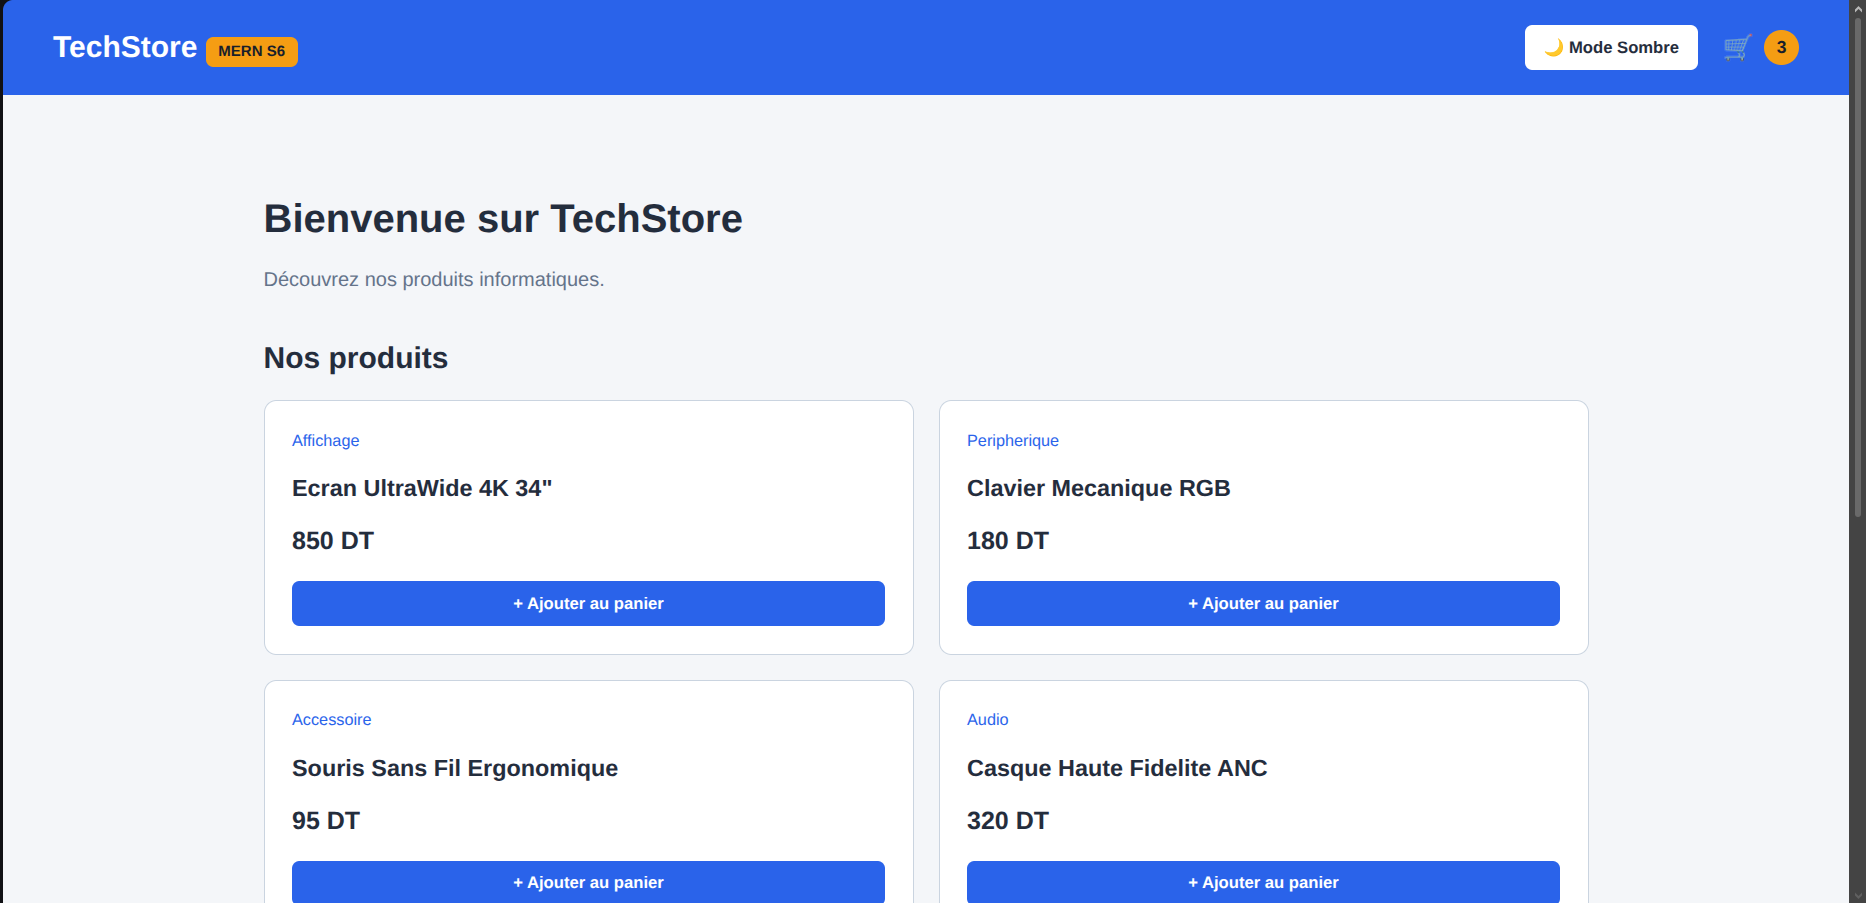 TechStore MERN S6
🌙 Mode Sombre 🛒 3
Bienvenue sur TechStore
Découvrez nos produits informatiques.
Nos produits
Affichage
Ecran UltraWide 4K 34"
850 DT
+ Ajouter au panier
Peripherique
Clavier Mecanique RGB
180 DT
+ Ajouter au panier
Accessoire
Souris Sans Fil Ergonomique
95 DT
+ Ajouter au panier
Audio
Casque Haute Fidelite ANC
320 DT
+ Ajouter au panier